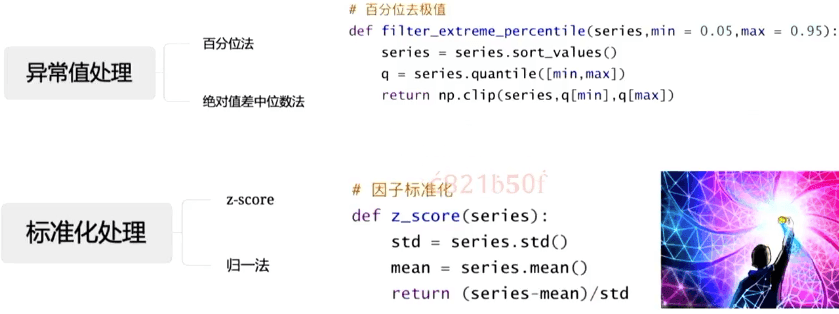 异常值处理
百分位法
绝对值差中位数法
# 百分位去极值
def filter_extreme_percentile(series,min = 0.05,max = 0.95):
series = series.sort_values()
q = series.quantile([min,max])
return np.clip(series,q[min],q[max])
标准化处理
z-score
归一法
# 因子标准化
def z_score(series):
std = series.std()
mean = series.mean()
return (series-mean)/std